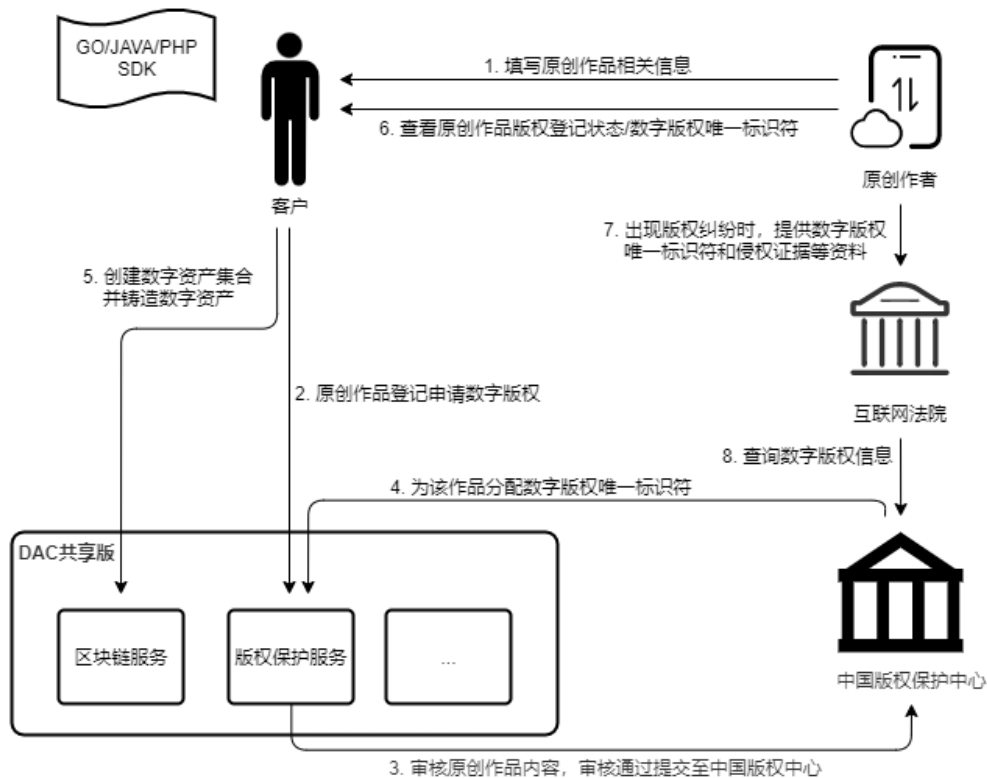 GO/JAVA/PHP
SDK
1. 填写原创作品相关信息
6. 查看原创作品版权登记状态/数字版权唯一标识符
客户
原创作者
7. 出现版权纠纷时，提供数字版权
唯一标识符和侵权证据等资料
5. 创建数字资产集合
并铸造数字资产
2. 原创作品登记申请数字版权
互联网法院
8. 查询数字版权信息
4. 为该作品分配数字版权唯一标识符
DAC共享版
区块链服务
版权保护服务
...
中国版权保护中心
3. 审核原创作品内容，审核通过提交至中国版权中心